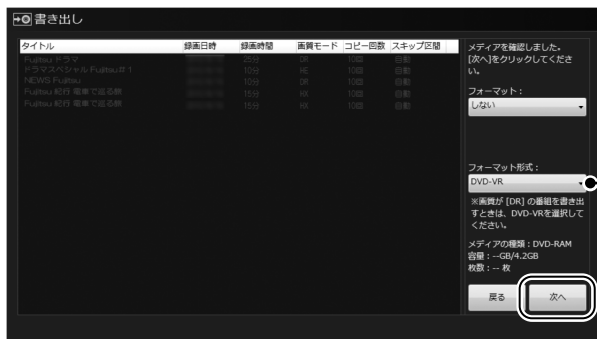 書き出し
タイトル 録画日時 録画時間 画質モード コピー回数 スキップ区間
Fujitsu ドラマ 25分 DR 10回 自動
ドラマスペシャル Fujitsu＃1 10分 HE 10回 自動
NEWS Fujitsu 10分 DR 10回 自動
Fujitsu 紀行 電車で巡る旅 15分 HX 10回 自動
Fujitsu 紀行 電車で巡る旅 15分 HX 10回 自動
メディアを確認しました。
[次へ]をクリックしてくださ
い。
フォーマット：
しない
フォーマット形式：
DVD-VR
※画質が [DR] の番組を書き出
すときは、DVD-VRを選択して
ください。
メディアの種類：DVD-RAM
容量：--GB/4.2GB
枚数：-- 枚
戻る 次へ